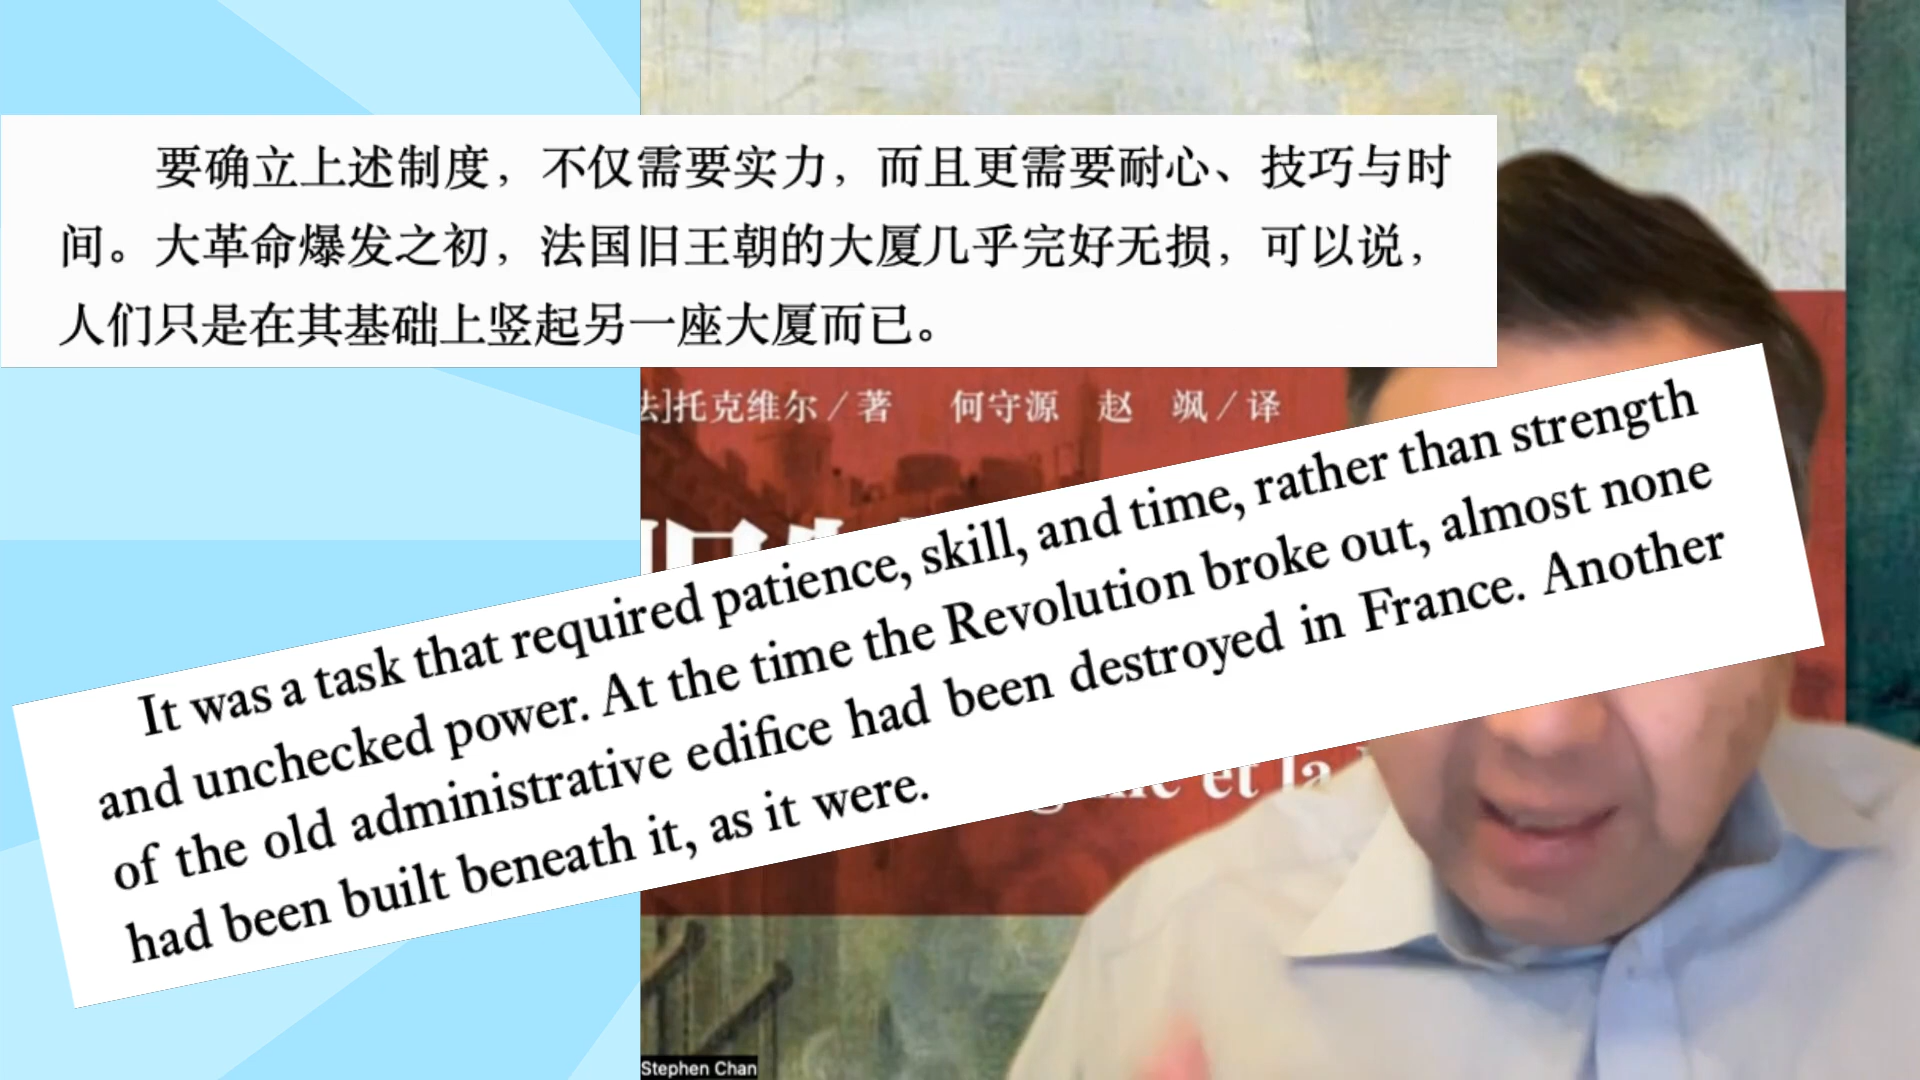 要确立上述制度，不仅需要实力，而且更需要耐心、技巧与时
间。大革命爆发之初，法国旧王朝的大厦几乎完好无损，可以说，
人们只是在其基础上竖起另一座大厦而已。
法]托克维尔／著 何守源 赵 飒／译
It was a task that required patience, skill, and time, rather than strength
and unchecked power. At the time the Revolution broke out, almost none
of the old administrative edifice had been destroyed in France. Another
had been built beneath it, as it were.
et la
Stephen Chan